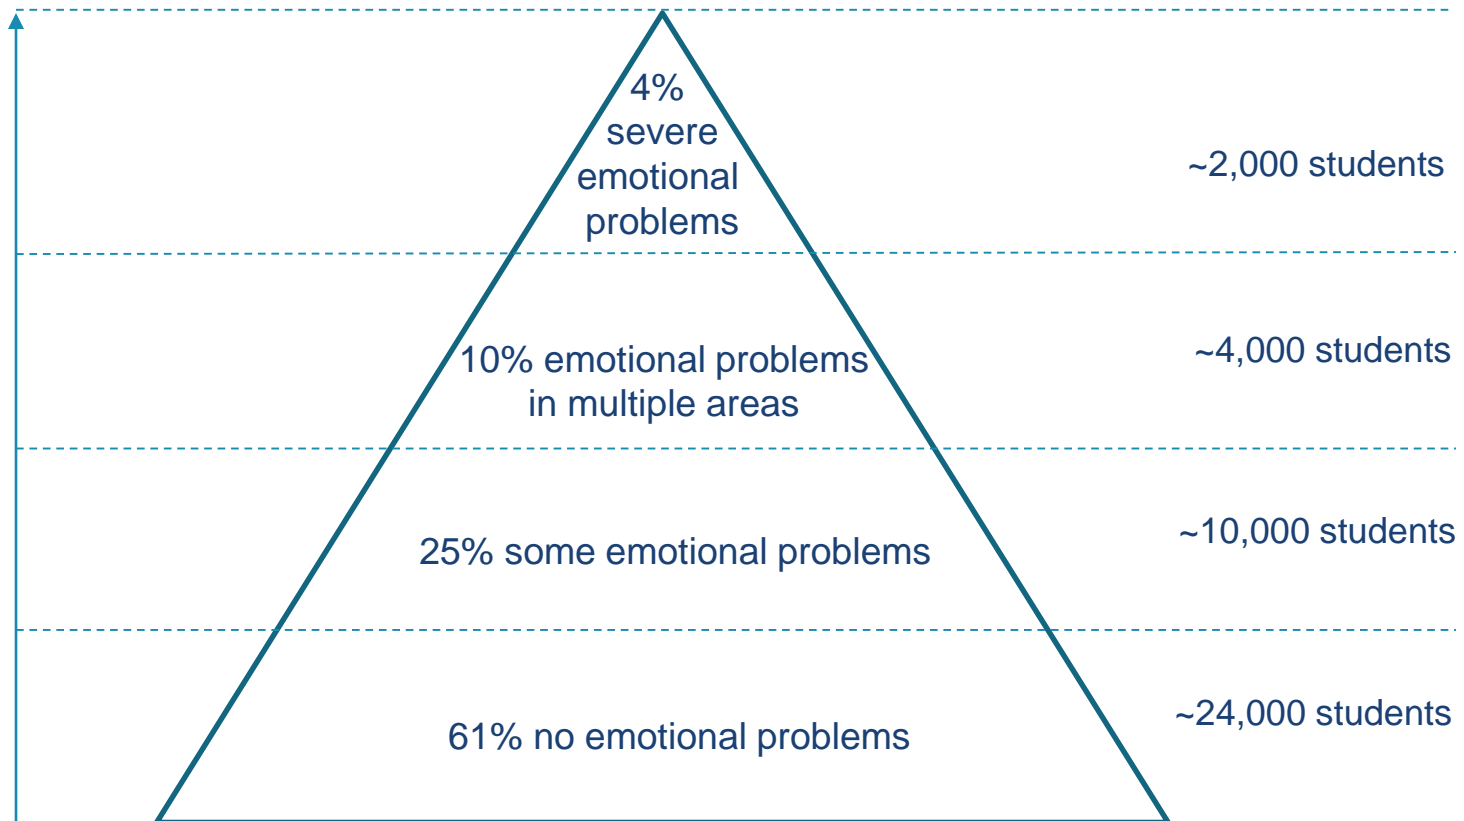 4%
severe
emotional
problems
~2,000 students
10% emotional problems
in multiple areas
~4,000 students
25% some emotional problems
~10,000 students
61% no emotional problems
~24,000 students